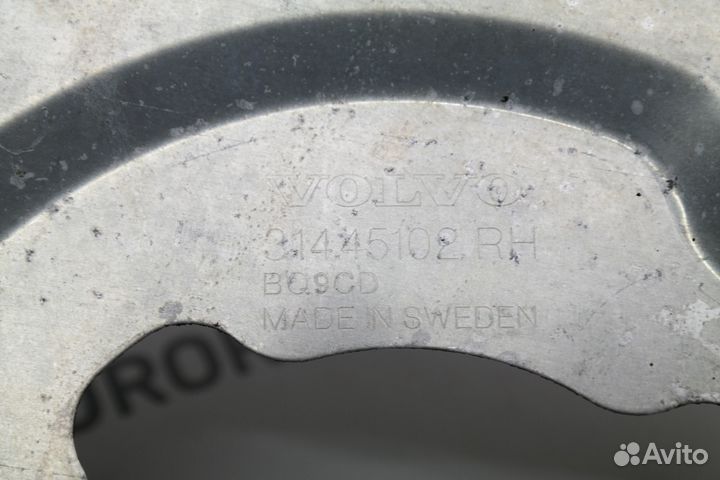 VOLVO
31445102 RH
BQ9CD
MADE IN SWEDEN
Avito